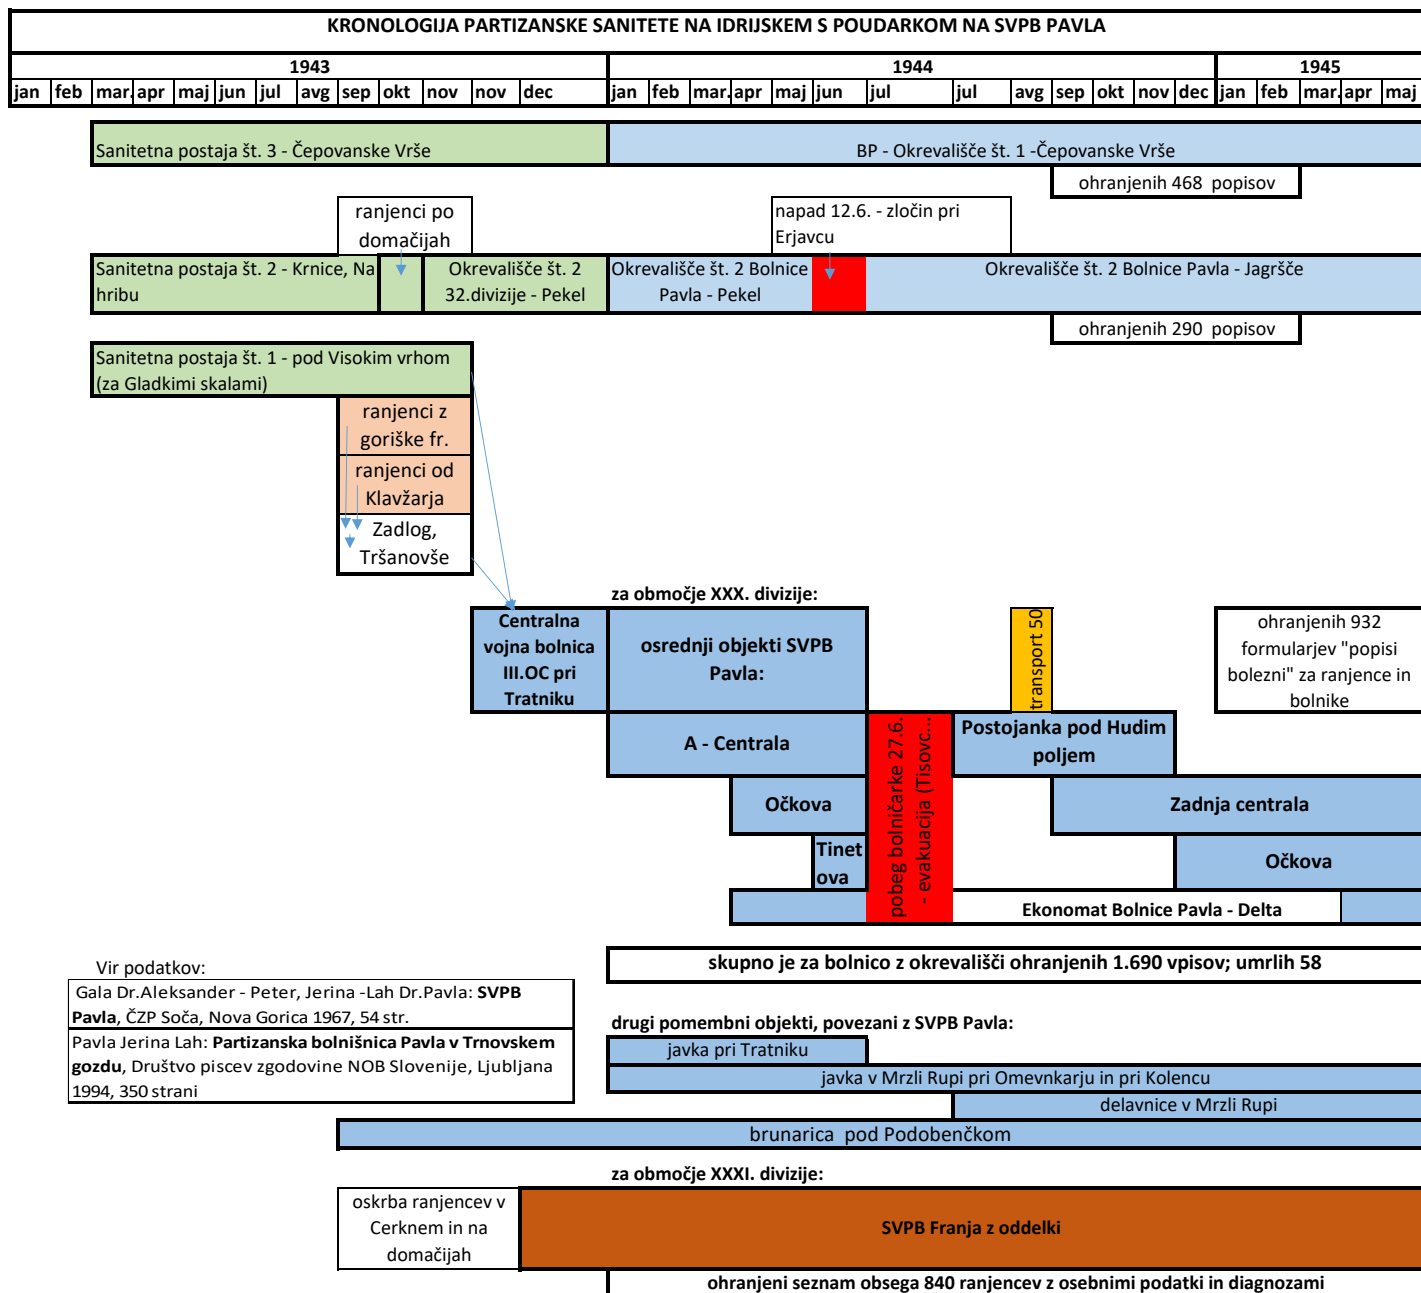 KRONOLOGIJA PARTIZANSKE SANITETE NA IDRIJSKEM S POUDARKOM NA SVPB PAVLA
1943 1944 1945
jan feb mar. apr maj jun jul avg sep okt nov nov dec jan feb mar. apr maj jun jul jul avg sep okt nov dec jan feb mar. apr maj
Sanitetna postaja št. 3 - Čepovanske Vrše
BP - Okrevališče št. 1 -Čepovanske Vrše
ohranjenih 468 popisov
ranjenci po
domačijah
napad 12.6. - zločin pri
Erjavcu
Sanitetna postaja št. 2 - Krnice, Na
hribu
Okrevališče št. 2
32.divizije - Pekel
Okrevališče št. 2 Bolnice
Pavla - Pekel
Okrevališče št. 2 Bolnice Pavla - Jagršče
ohranjenih 290 popisov
Sanitetna postaja št. 1 - pod Visokim vrhom
(za Gladkimi skalami)
ranjenci z
goriške fr.
ranjenci od
Klavžarja
Zadlog,
Tršanovše
za območje XXX. divizije:
Centralna
vojna bolnica
III.OC pri
Tratniku
osrednji objekti SVPB
Pavla:
transport 50
ohranjenih 932
formularjev "popisi
bolezni" za ranjence in
bolnike
A - Centrala
pobeg bolničarke 27.6.
- evakuacija (Tisovc...
Postojanka pod Hudim
poljem
Očkova
Zadnja centrala
Tinet
ova
Očkova
Ekonomat Bolnice Pavla - Delta
skupno je za bolnico z okrevališči ohranjenih 1.690 vpisov; umrlih 58
Vir podatkov:
Gala Dr.Aleksander - Peter, Jerina -Lah Dr.Pavla: SVPB
Pavla, ČZP Soča, Nova Gorica 1967, 54 str.
Pavla Jerina Lah: Partizanska bolnišnica Pavla v Trnovskem
gozdu, Društvo piscev zgodovine NOB Slovenije, Ljubljana
1994, 350 strani
drugi pomembni objekti, povezani z SVPB Pavla:
javka pri Tratniku
javka v Mrzli Rupi pri Omevnkarju in pri Kolencu
delavnice v Mrzli Rupi
brunarica pod Podobenčkom
za območje XXXI. divizije:
oskrba ranjencev v
Cerknem in na
domačijah
SVPB Franja z oddelki
ohranjeni seznam obsega 840 ranjencev z osebnimi podatki in diagnozami